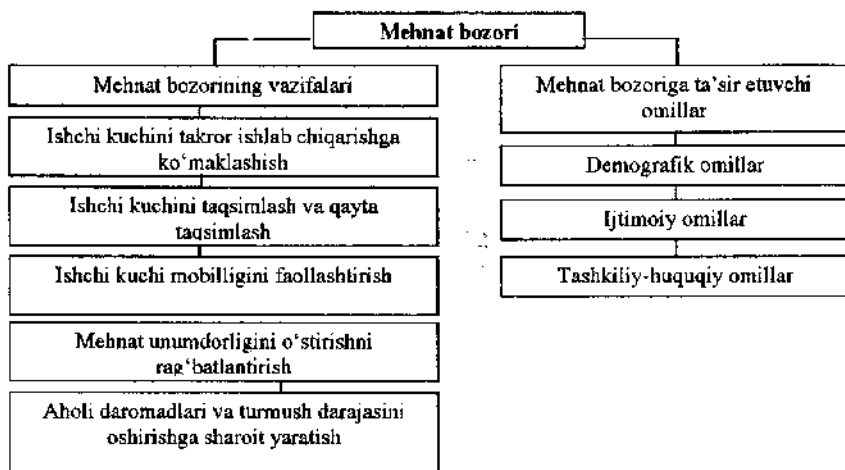 Mehnat bozori
Mehnat bozorining vazifalari
Ishchi kuchini takror ishlab chiqarishga
ko‘maklashish
Ishchi kuchini taqsimlash va qayta
taqsimlash
Ishchi kuchi mobilligini faollashtirish
Mehnat unumdorligini o‘stirishni
rag‘batlantirish
Aholi daromadlari va turmush darajasini
oshirishga sharoit yaratish
Mehnat bozoriga ta’sir etuvchi
omillar
Demografik omillar
Ijtimoiy omillar
Tashkiliy-huquqiy omillar